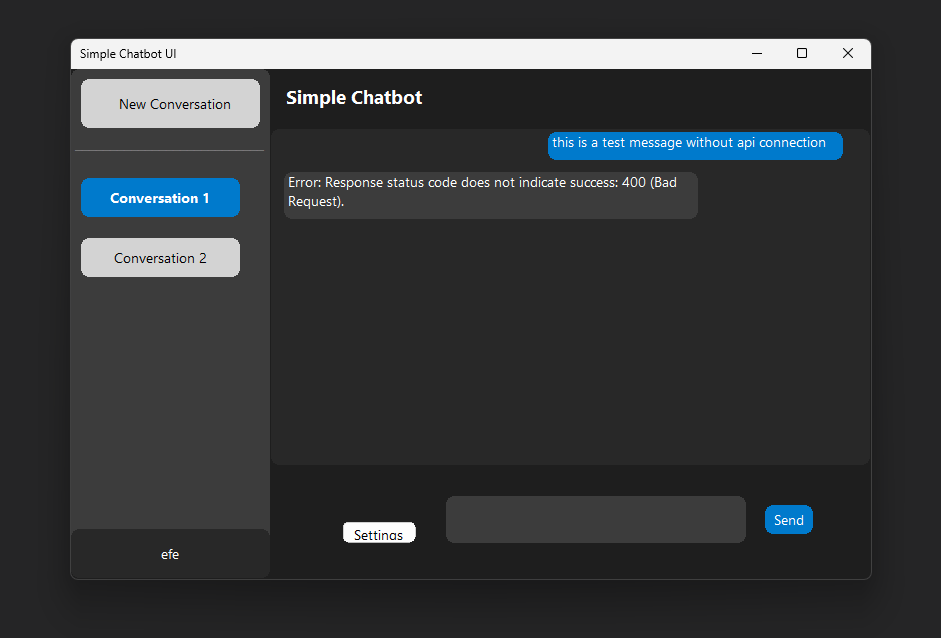 Simple Chatbot UI
New Conversation
Conversation 1
Conversation 2
efe
Simple Chatbot
this is a test message without api connection
Error: Response status code does not indicate success: 400 (Bad
Request).
Settings
Send